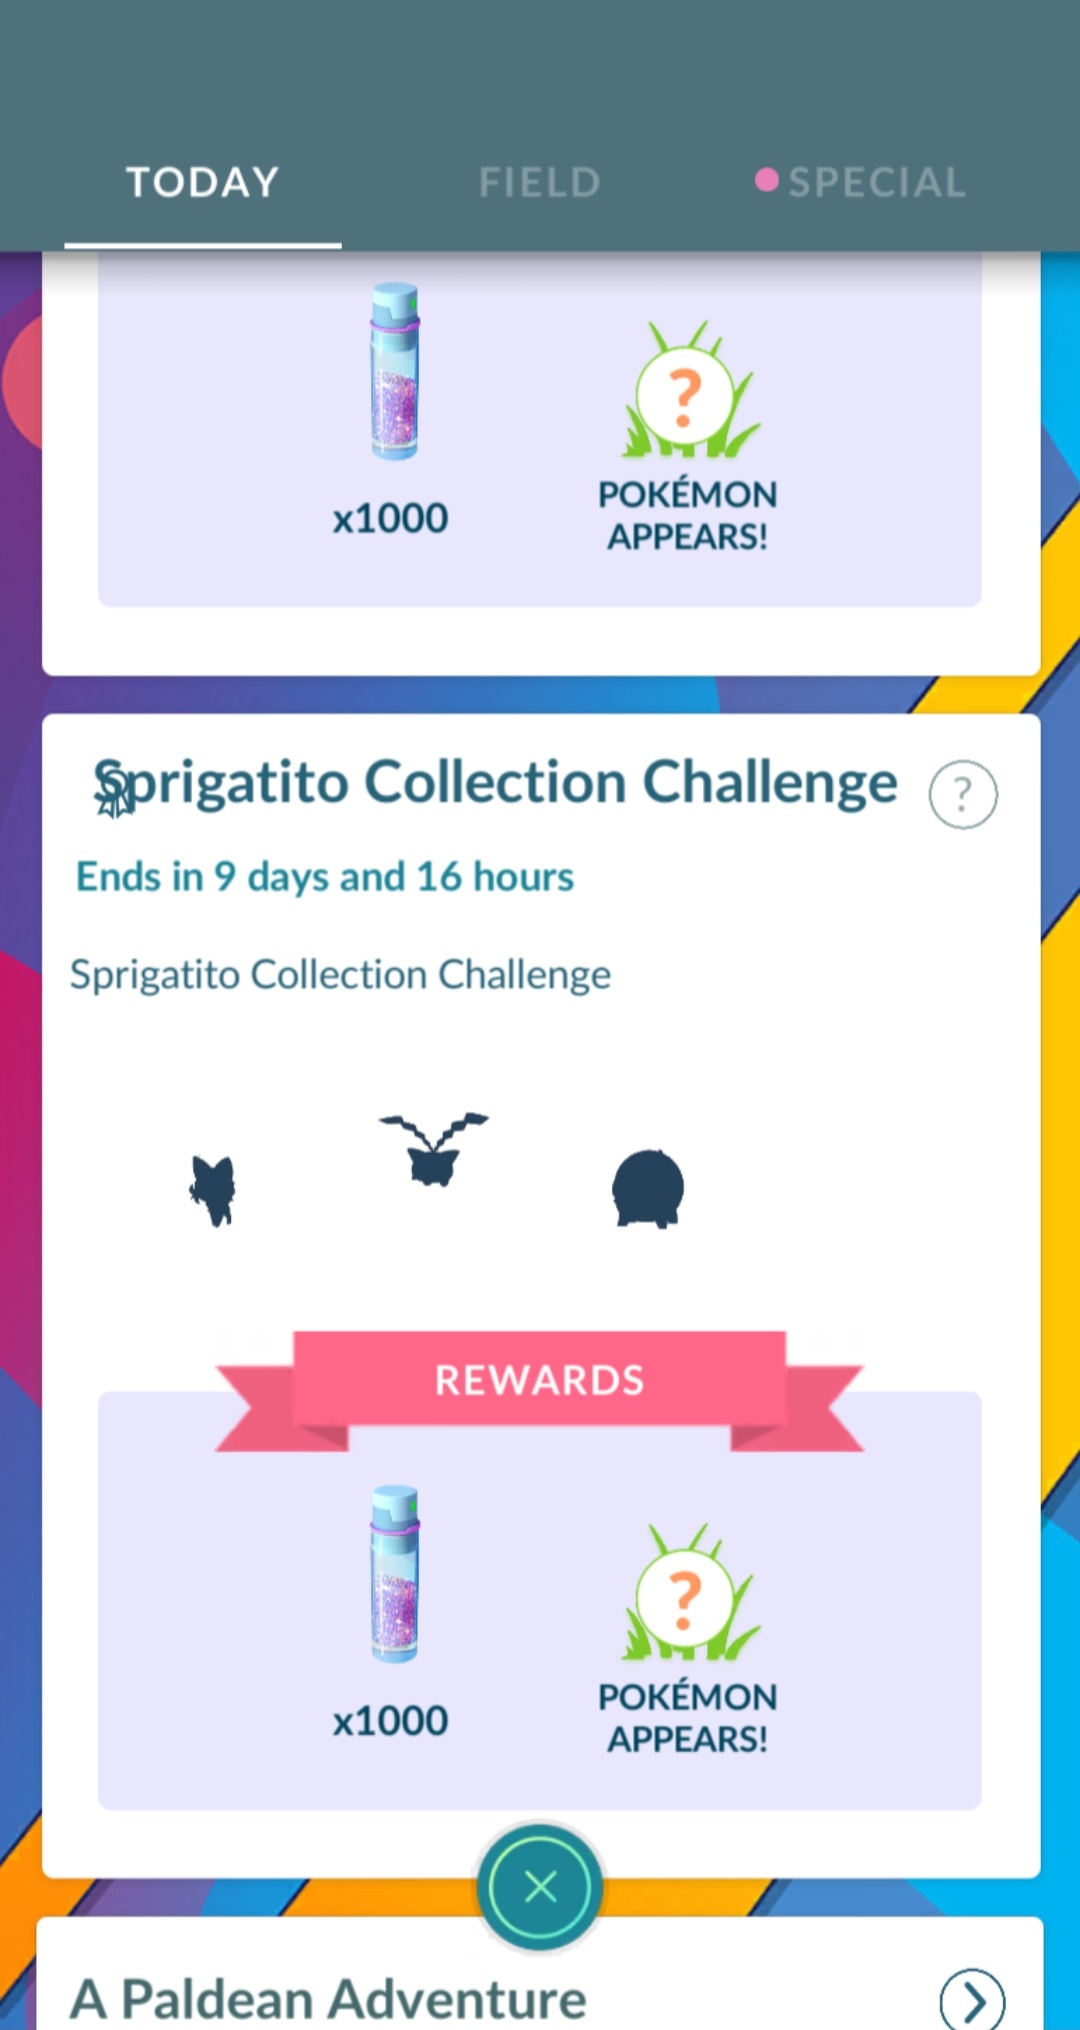 TODAY FIELD SPECIAL
x1000
POKÉMON
APPEARS!
Sprigatito Collection Challenge ?
Ends in 9 days and 16 hours
Sprigatito Collection Challenge
REWARDS
x1000
POKÉMON
APPEARS!
A Paldean Adventure